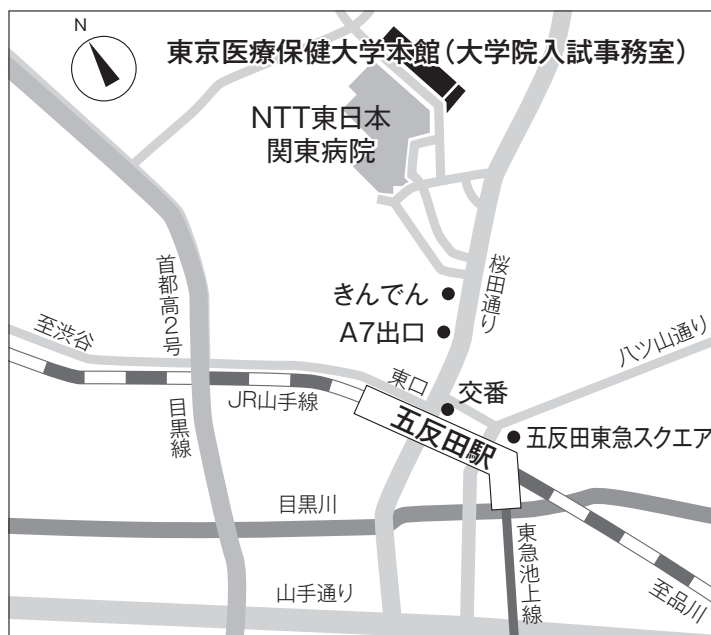 N
東京医療保健大学本館（大学院入試事務室）
NTT東日本
関東病院
首都高2号
目黒線
桜田通り
きんでん
A7出口
八ツ山通り
至渋谷
東口
交番
JR山手線
五反田駅
五反田東急スクエア
目黒川
東急池上線
山手通り
至品川